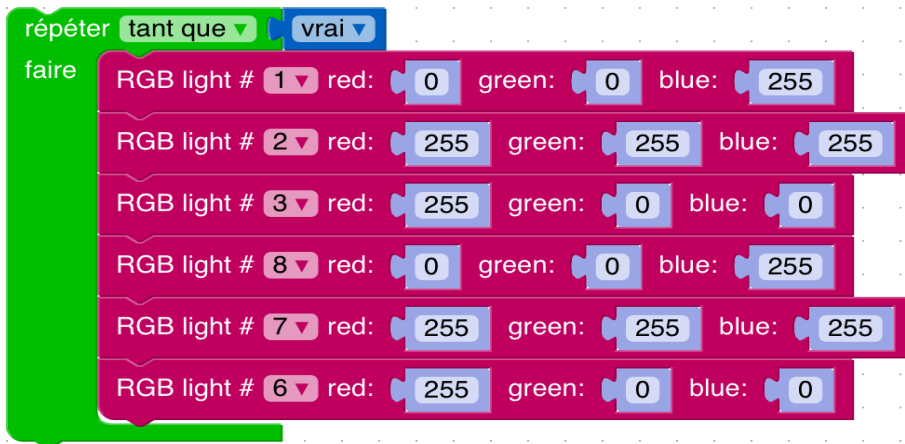 répéter tant que ▾ vrai ▾
faire
RGB light # 1 ▾ red: 0 green: 0 blue: 255
RGB light # 2 ▾ red: 255 green: 255 blue: 255
RGB light # 3 ▾ red: 255 green: 0 blue: 0
RGB light # 8 ▾ red: 0 green: 0 blue: 255
RGB light # 7 ▾ red: 255 green: 255 blue: 255
RGB light # 6 ▾ red: 255 green: 0 blue: 0